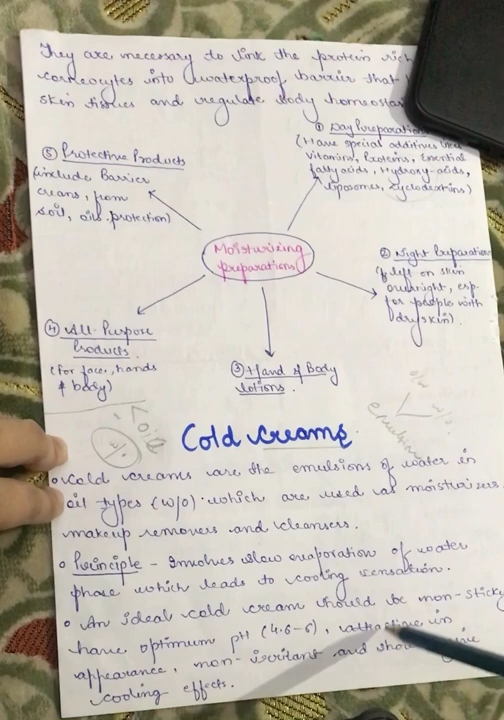 They are necessary to link the protein rich
corneocytes into waterproof barrier that
skin tissues and regulate body homeostas
① Day Preparation
(Have special additives like
vitamins, Proteins, Essential
fatty acids, Hydroxy-acids,
liposomes, cyclodextrins)
⑤ Protective Products
(include Barrier
creams, from
soil, oils protection)
Moisturizing
preparations
② Night Preparation
(left on skin
overnight, esp.
for people with
dry skin).
④ All-Purpose
Products.
(for face, hands
& body)
③ Hand & Body
lotions.
o/w w/o
emulsion
oil
w/o
Cold Creams
Cold creams are the emulsions of water in
oil types (w/o) which are used as moisturizers
makeup removers and cleansers.
Principle - Involves slow evaporation of water
phase which leads to cooling sensation.
An ideal cold cream should be non-sticky
have optimum pH (4.6-6), attractive in
appearance, non-irritant and
cooling effects.